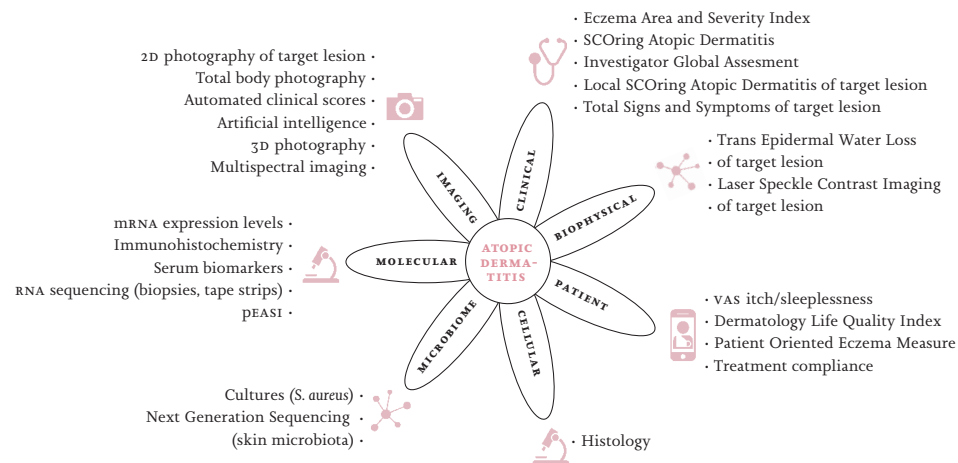 · Eczema Area and Severity Index
· SCOring Atopic Dermatitis
· Investigator Global Assesment
· Local SCOring Atopic Dermatitis of target lesion
· Total Signs and Symptoms of target lesion
2D photography of target lesion ·
Total body photography ·
Automated clinical scores ·
Artificial intelligence ·
3D photography ·
Multispectral imaging ·
· Trans Epidermal Water Loss
· of target lesion
· Laser Speckle Contrast Imaging
· of target lesion
mRNA expression levels ·
Immunohistochemistry ·
Serum biomarkers ·
RNA sequencing (biopsies, tape strips) ·
pEASI ·
IMAGING
CLINICAL
BIOPHYSICAL
MOLECULAR
ATOPIC
DERMA-
TITIS
PATIENT
MICROBIOME
CELLULAR
· VAS itch/sleeplessness
· Dermatology Life Quality Index
· Patient Oriented Eczema Measure
· Treatment compliance
Cultures (S. aureus) ·
Next Generation Sequencing ·
(skin microbiota) ·
· Histology